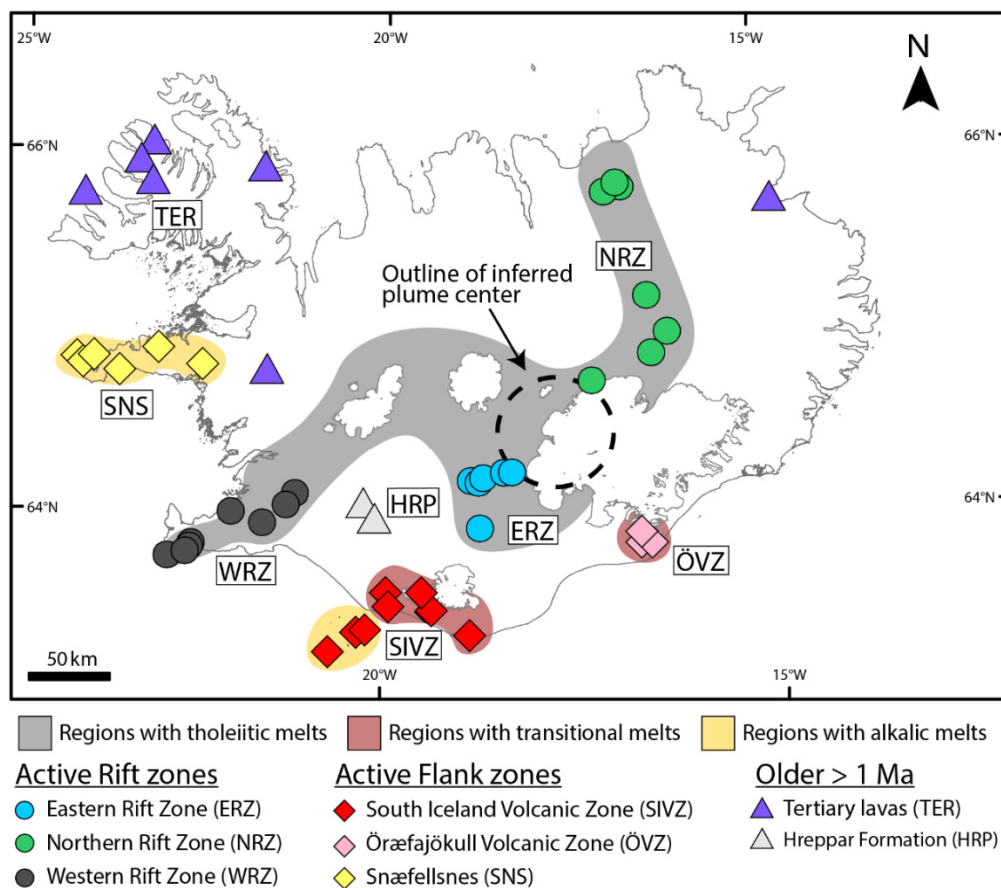 25°W
20°W
15°W
N
66°N
66°N
TER
NRZ
Outline of inferred
plume center
SNS
HRP
64°N
64°N
ERZ
WRZ
ÖVZ
SIVZ
50 km
20°W
15°W
Regions with tholeiitic melts
Regions with transitional melts
Regions with alkalic melts
Active Rift zones
Active Flank zones
Older > 1 Ma
Eastern Rift Zone (ERZ)
South Iceland Volcanic Zone (SIVZ)
Tertiary lavas (TER)
Northern Rift Zone (NRZ)
Öræfajökull Volcanic Zone (ÖVZ)
Hreppar Formation (HRP)
Western Rift Zone (WRZ)
Snæfellsnes (SNS)